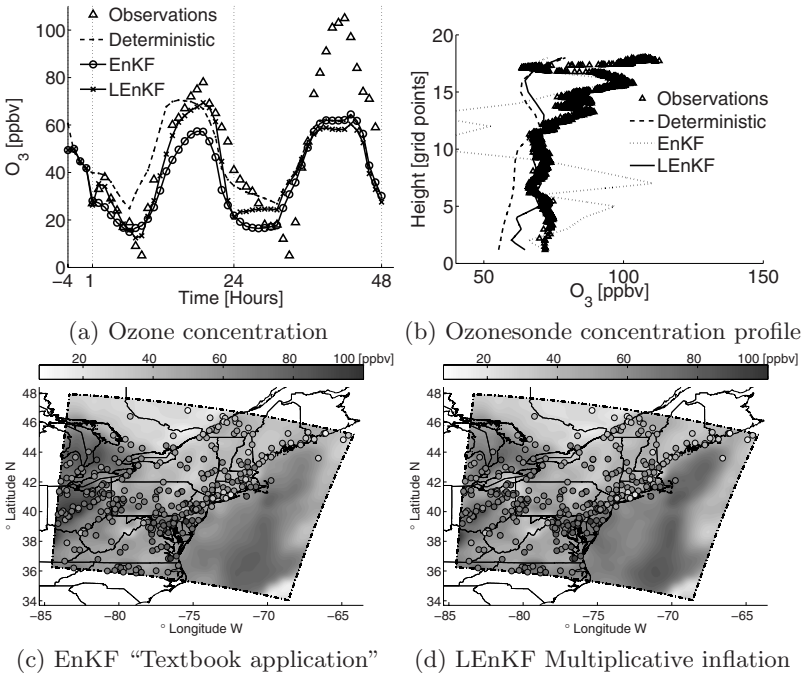 Observations
Deterministic
EnKF
LEnKF
100
80
60
40
20
0
O3 [ppbv]
-4 1 24 48
Time [Hours]
(a) Ozone concentration
20
15
10
5
0
Height [grid points]
Observations
Deterministic
EnKF
LEnKF
50 100 150
O3 [ppbv]
(b) Ozonesonde concentration profile
20 40 60 80 100 [ppbv]
48
46
44
42
40
38
36
34
° Latitude N
-85 -80 -75 -70 -65
° Longitude W
(c) EnKF “Textbook application”
20 40 60 80 100 [ppbv]
48
46
44
42
40
38
36
34
° Latitude N
-85 -80 -75 -70 -65
° Longitude W
(d) LEnKF Multiplicative inflation